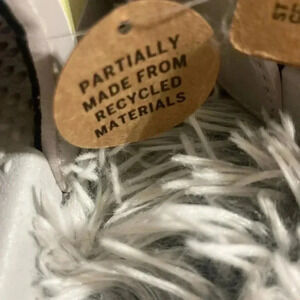 PARTIALLY
MADE FROM
RECYCLED
MATERIALS